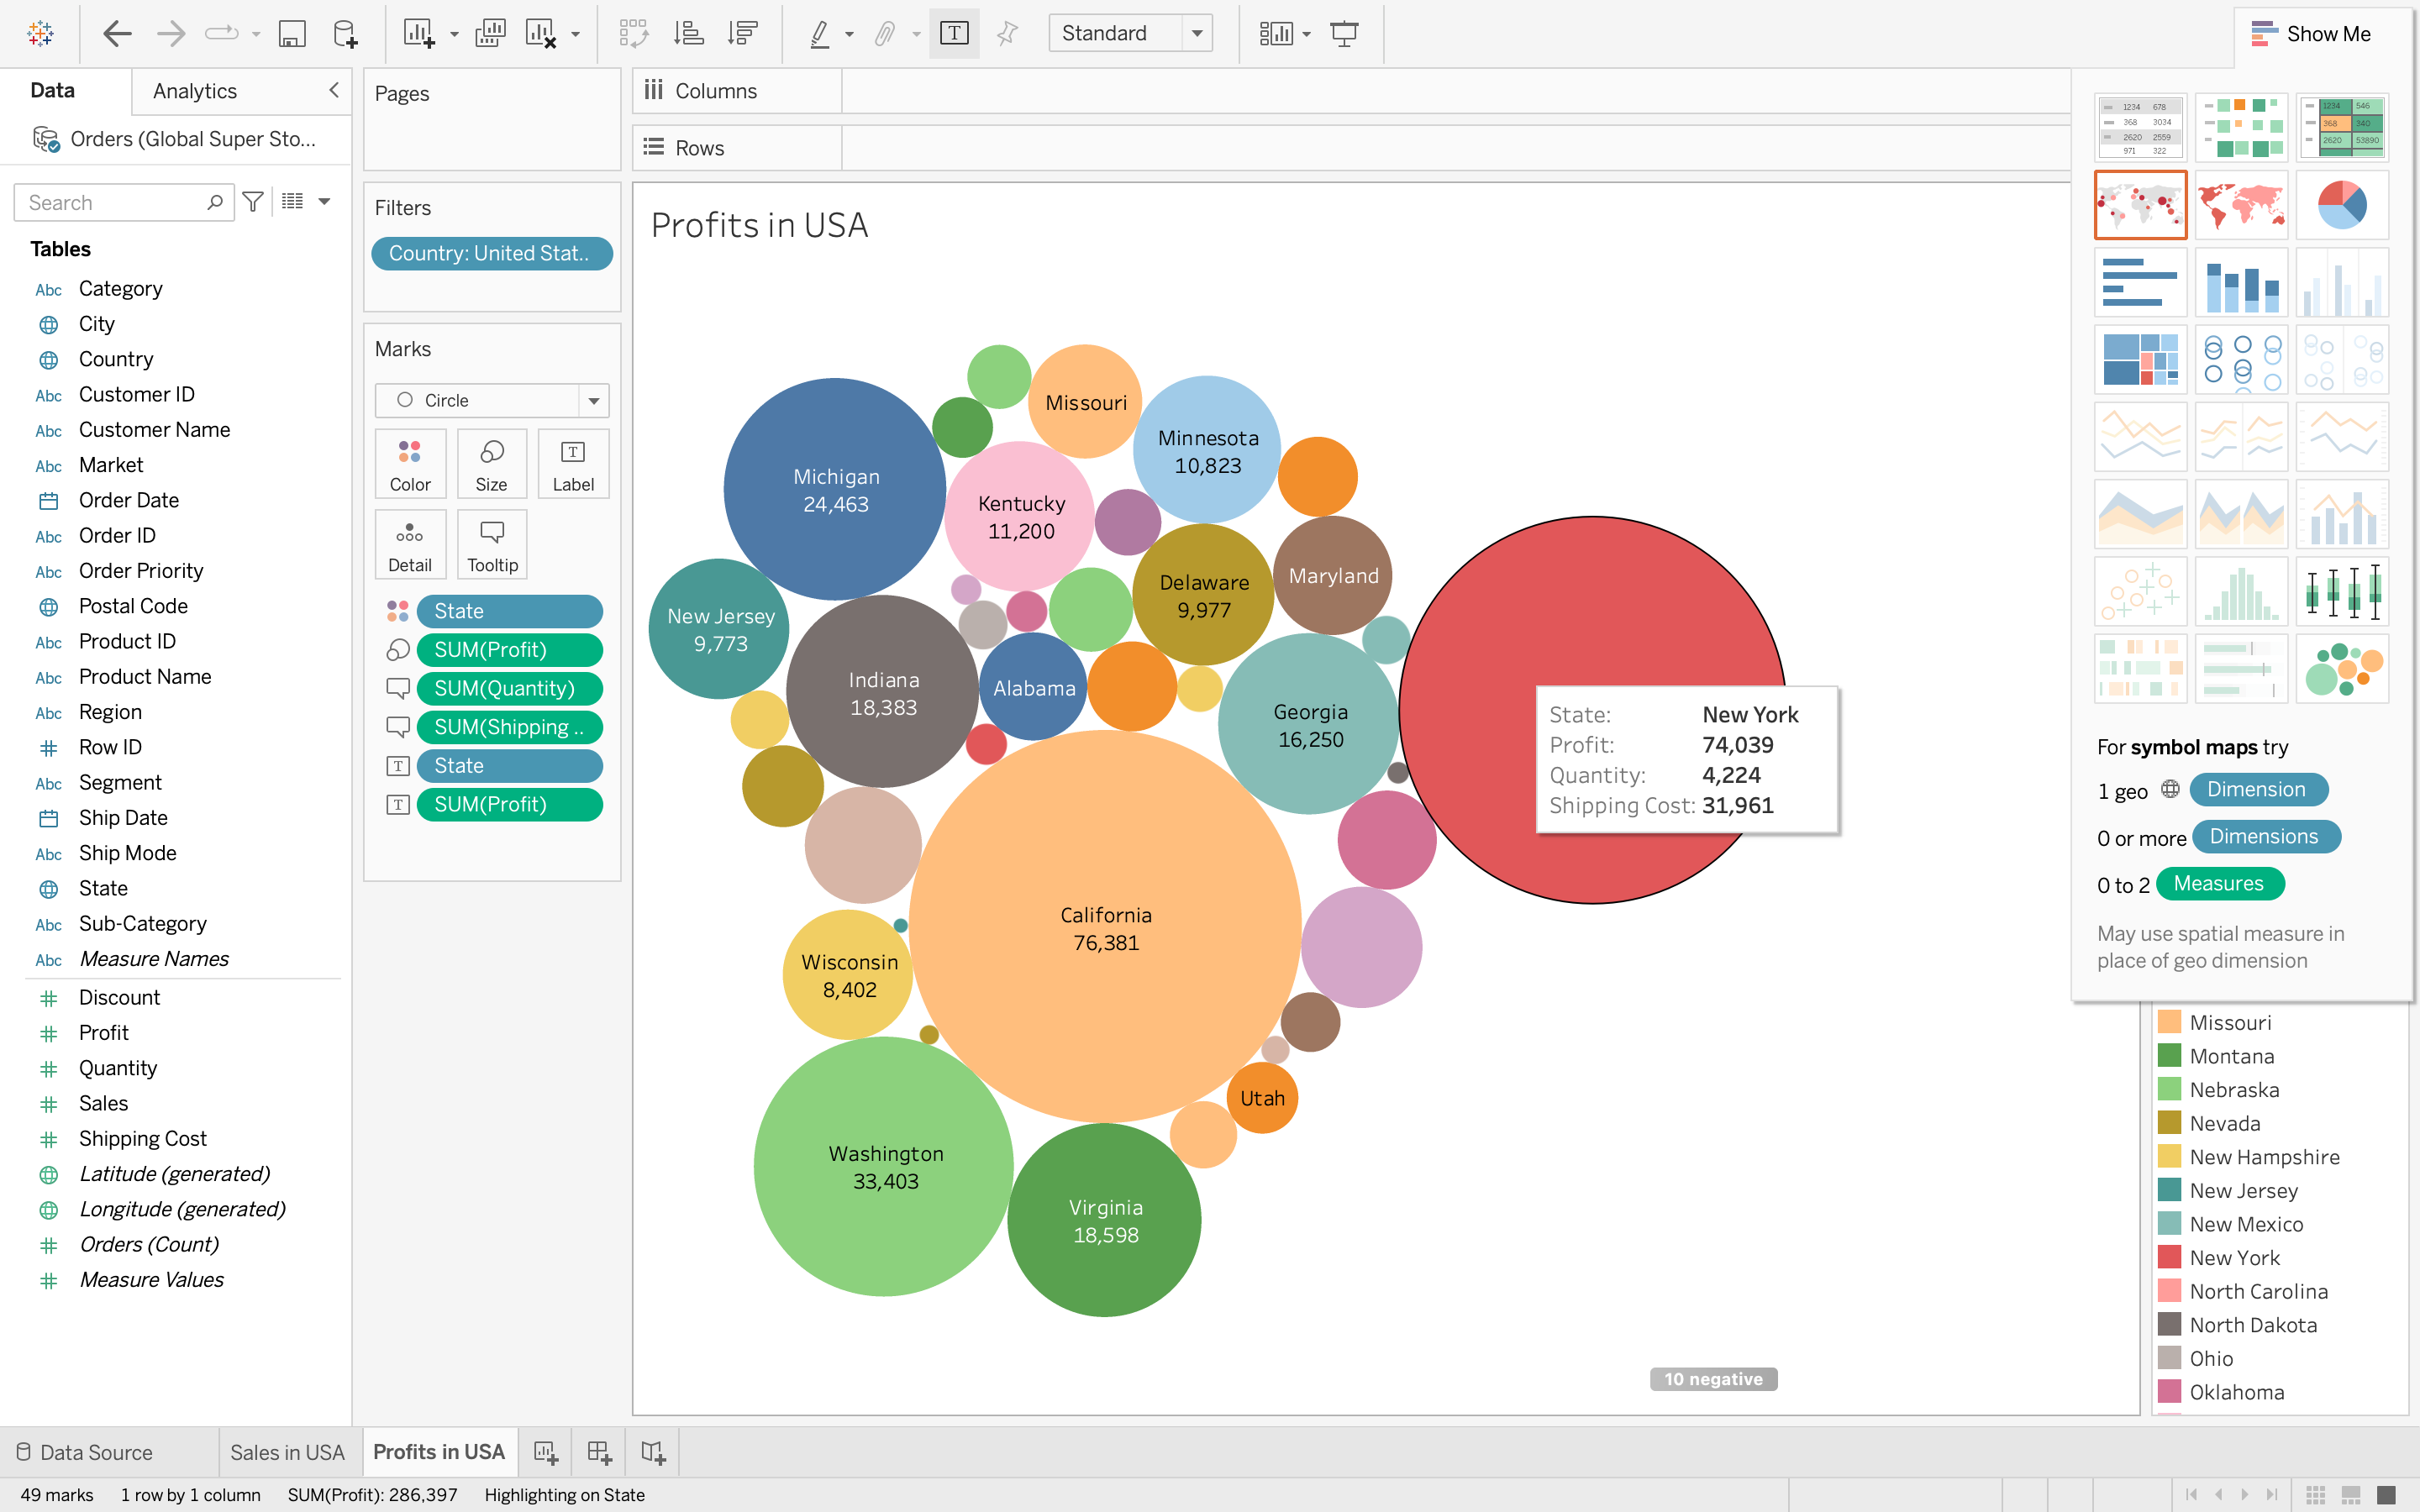 Standard
Show Me
Data
Analytics
Orders (Global Super Sto...
Search
Tables
Abc Category
City
Country
Abc Customer ID
Abc Customer Name
Abc Market
Order Date
Abc Order ID
Abc Order Priority
Postal Code
Abc Product ID
Abc Product Name
Abc Region
Row ID
Abc Segment
Ship Date
Abc Ship Mode
State
Abc Sub-Category
Abc Measure Names
Discount
Profit
Quantity
Sales
Shipping Cost
Latitude (generated)
Longitude (generated)
Orders (Count)
Measure Values
Pages
Filters
Country: United Stat..
Marks
Circle
Color
Size
T Label
Detail
Tooltip
State
SUM(Profit)
SUM(Quantity)
SUM(Shipping ..
T State
T SUM(Profit)
Columns
Rows
Profits in USA
Missouri
Minnesota
10,823
Michigan
24,463
Kentucky
11,200
Delaware
9,977
Maryland
New Jersey
9,773
Indiana
18,383
Alabama
Georgia
16,250
California
76,381
Wisconsin
8,402
Utah
Washington
33,403
Virginia
18,598
State: New York
Profit: 74,039
Quantity: 4,224
Shipping Cost: 31,961
10 negative
1234 678
368 3034
2620 2559
971 322
1234 546
368 340
2620 53890
For symbol maps try
1 geo Dimension
0 or more Dimensions
0 to 2 Measures
May use spatial measure in
place of geo dimension
Missouri
Montana
Nebraska
Nevada
New Hampshire
New Jersey
New Mexico
New York
North Carolina
North Dakota
Ohio
Oklahoma
Data Source
Sales in USA
Profits in USA
49 marks
1 row by 1 column
SUM(Profit): 286,397
Highlighting on State